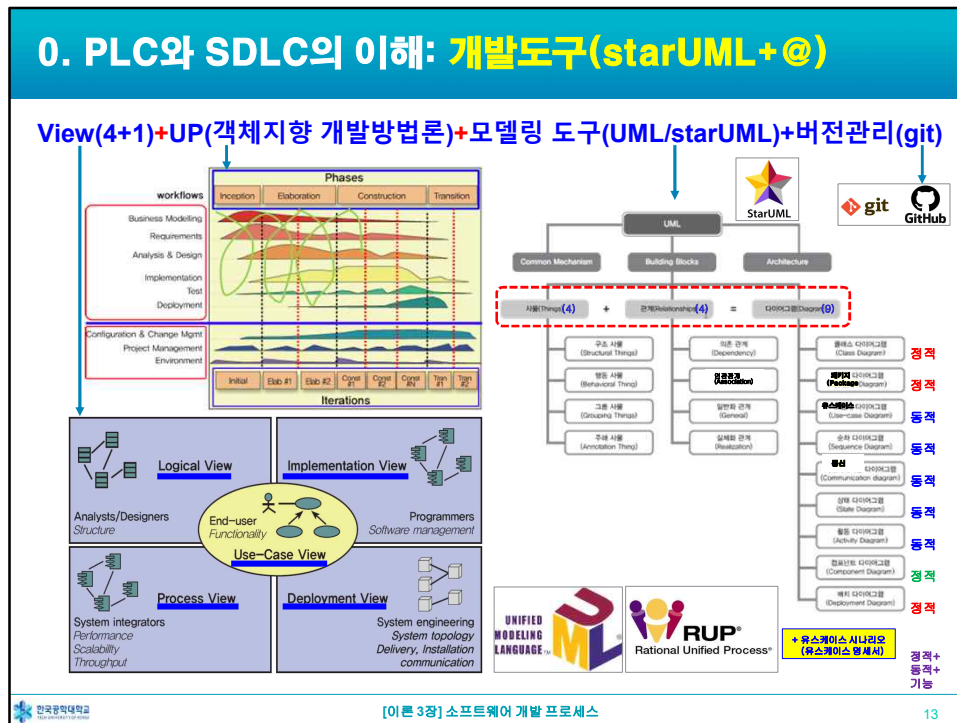 0. PLC와 SDLC의 이해: 개발도구(starUML+@)
View(4+1)+UP(객체지향 개발방법론)+모델링 도구(UML/starUML)+버전관리(git)
Phases
workflows
Inception Elaboration Construction Transition
Business Modelling
Requirements
Analysis & Design
Implementation
Test
Deployment
Configuration & Change Mgmt
Project Management
Environment
Initial Elab #1 Elab #2 Const #1 Const #2 Const #N Tran #1 Tran #2
Iterations
StarUML
git
GitHub
UML
Common Mechanism Building Blocks Architecture
사물(Things)(4) + 관계(Relationships)(4) = 다이어그램(Diagram)(9)
구조 사물
(Structural Things)
의존 관계
(Dependency)
클래스 다이어그램
(Class Diagram)
정적
행동 사물
(Behavioral Thing)
연관관계
(Association)
패키지 다이어그램
(Package Diagram)
정적
그룹 사물
(Grouping Things)
일반화 관계
(General)
유스케이스 다이어그램
(Use-case Diagram)
동적
주해 사물
(Annotation Thing)
실체화 관계
(Realization)
순차 다이어그램
(Sequence Diagram)
동적
통신 다이어그램
(Communication diagram)
동적
상태 다이어그램
(State Diagram)
동적
활동 다이어그램
(Activity Diagram)
동적
컴포넌트 다이어그램
(Component Diagram)
정적
배치 다이어그램
(Deployment Diagram)
정적
Logical View
Analysts/Designers
Structure
Implementation View
Programmers
Software management
End-user
Functionality
Use-Case View
Process View
System integrators
Performance
Scalability
Throughput
Deployment View
System engineering
System topology
Delivery, Installation
communication
UNIFIED
MODELING
LANGUAGE™
UML
RUP®
Rational Unified Process®
+ 유스케이스 시나리오
(유스케이스 명세서)
정적+
동적+
기능
한국공학대학교
TECH UNIVERSITY OF KOREA
[이론 3장] 소프트웨어 개발 프로세스
13